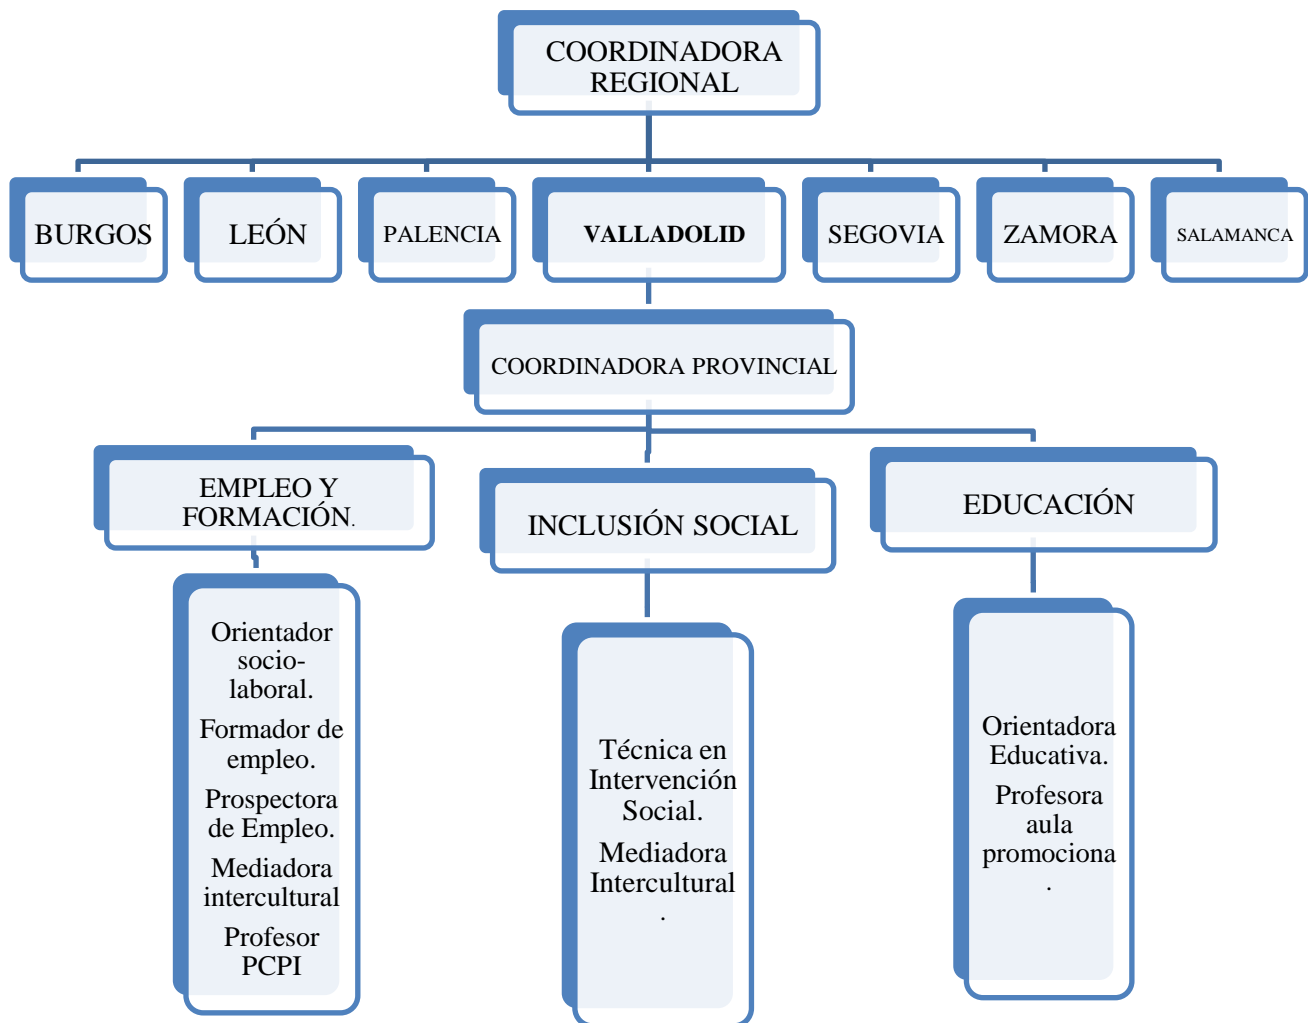 COORDINADORA
REGIONAL
BURGOS
LEÓN
PALENCIA
VALLADOLID
SEGOVIA
ZAMORA
SALAMANCA
COORDINADORA PROVINCIAL
EMPLEO Y
FORMACIÓN.
Orientador
socio-
laboral.
Formador de
empleo.
Prospectora
de Empleo.
Mediadora
intercultural
Profesor
PCPI
INCLUSIÓN SOCIAL
Técnica en
Intervención
Social.
Mediadora
Intercultural
.
EDUCACIÓN
Orientadora
Educativa.
Profesora
aula
promociona
.